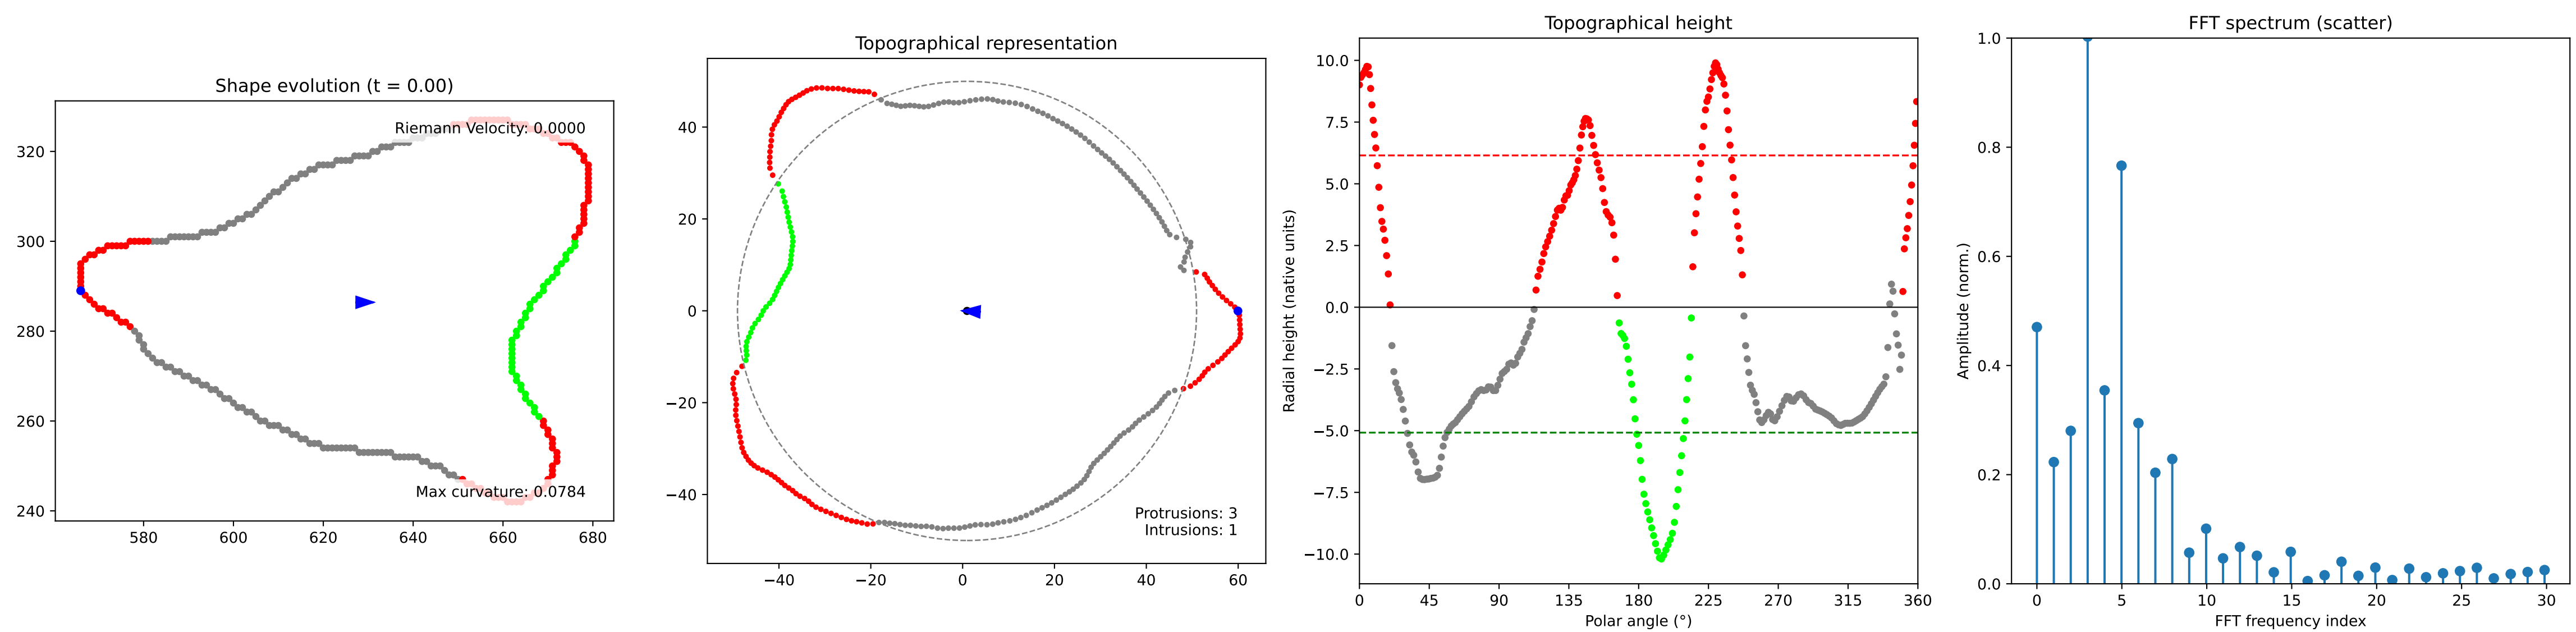 Shape evolution (t = 0.00)
Riemann Velocity: 0.0000
Max curvature: 0.0784
320
300
280
260
240
580 600 620 640 660 680
Topographical representation
40
20
0
−20
−40
Protrusions: 3
Intrusions: 1
−40 −20 0 20 40 60
Topographical height
Radial height (native units)
10.0
7.5
5.0
2.5
0.0
−2.5
−5.0
−7.5
−10.0
0 45 90 135 180 225 270 315 360
Polar angle (°)
FFT spectrum (scatter)
Amplitude (norm.)
1.0
0.8
0.6
0.4
0.2
0.0
0 5 10 15 20 25 30
FFT frequency index